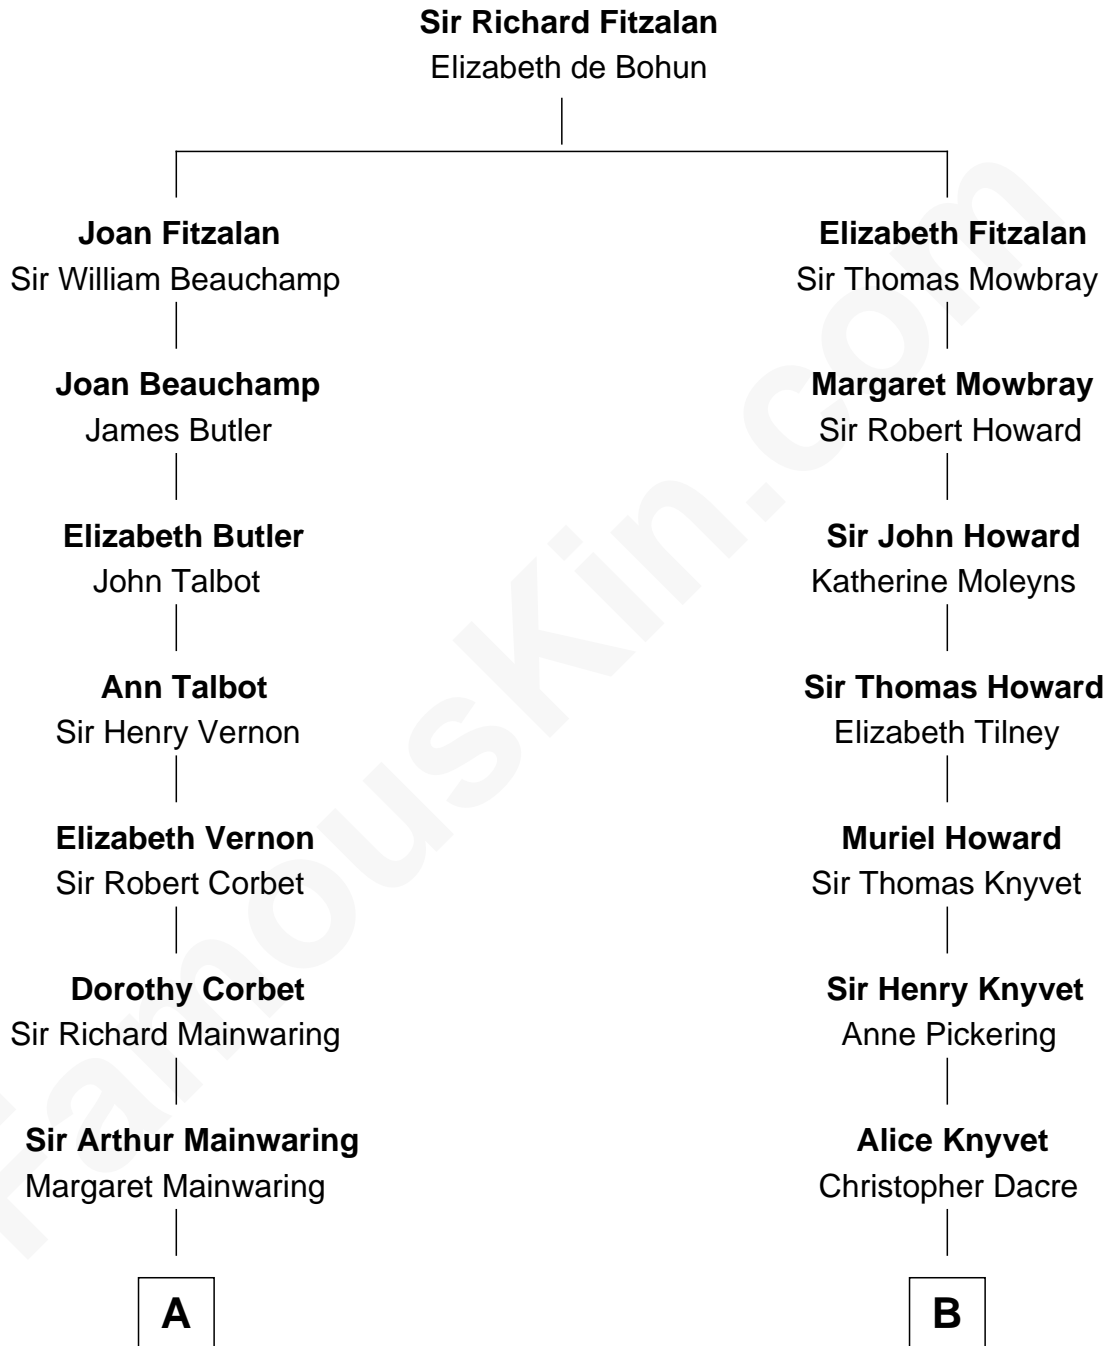 Sir Richard Fitzalan
Elizabeth de Bohun
Joan Fitzalan
Sir William Beauchamp
Elizabeth Fitzalan
Sir Thomas Mowbray
Joan Beauchamp
James Butler
Margaret Mowbray
Sir Robert Howard
Elizabeth Butler
John Talbot
Sir John Howard
Katherine Moleyns
Ann Talbot
Sir Henry Vernon
Sir Thomas Howard
Elizabeth Tilney
Elizabeth Vernon
Sir Robert Corbet
Muriel Howard
Sir Thomas Knyvet
Dorothy Corbet
Sir Richard Mainwaring
Sir Henry Knyvet
Anne Pickering
Sir Arthur Mainwaring
Margaret Mainwaring
Alice Knyvet
Christopher Dacre
A
B
FamousKin.com